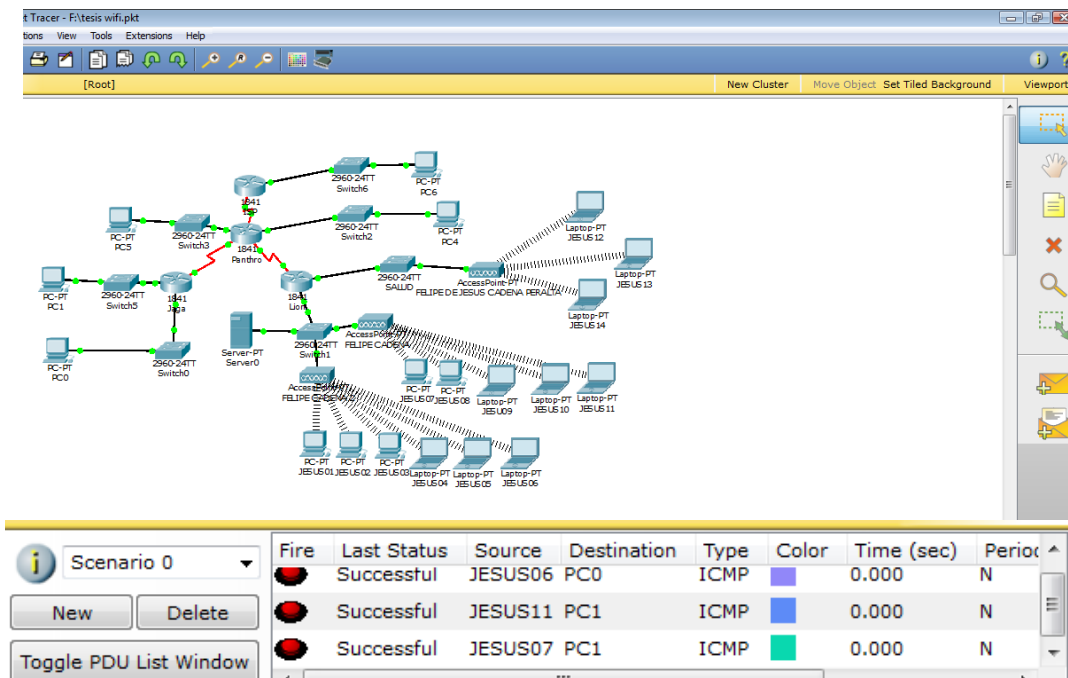 t Tracer - F:\tesis wifi.pkt
tions View Tools Extensions Help
[Root] New Cluster Move Object Set Tiled Background Viewport
2960-24TT
Switch6
PC-PT
PC6
1841
ISP
PC-PT
PC5
2960-24TT
Switch3
1841
Panthro
2960-24TT
Switch2
PC-PT
PC4
Laptop-PT
JESUS12
PC-PT
PC1
2960-24TT
Switch5
1841
Jaga
1841
Lion
2960-24TT
SALUD
AccessPoint-PT
FELIPE DE JESUS CADENA PERALTA
Laptop-PT
JESUS13
Laptop-PT
JESUS14
PC-PT
PC0
2960-24TT
Switch0
Server-PT
Server0
2960-24TT
Switch1
AccessPoint-PT
FELIPE CADENA
PC-PT
JESUS07
PC-PT
JESUS08
Laptop-PT
JESU09
Laptop-PT
JESUS10
Laptop-PT
JESUS11
AccessPoint-PT
FELIPE CADENA 2
PC-PT
JESUS01
PC-PT
JESUS02
PC-PT
JESUS03
Laptop-PT
JESUS04
Laptop-PT
JESUS05
Laptop-PT
JESUS06
Scenario 0
New Delete
Toggle PDU List Window
Fire Last Status Source Destination Type Color Time (sec) Perioc
Successful JESUS06 PC0 ICMP 0.000 N
Successful JESUS11 PC1 ICMP 0.000 N
Successful JESUS07 PC1 ICMP 0.000 N